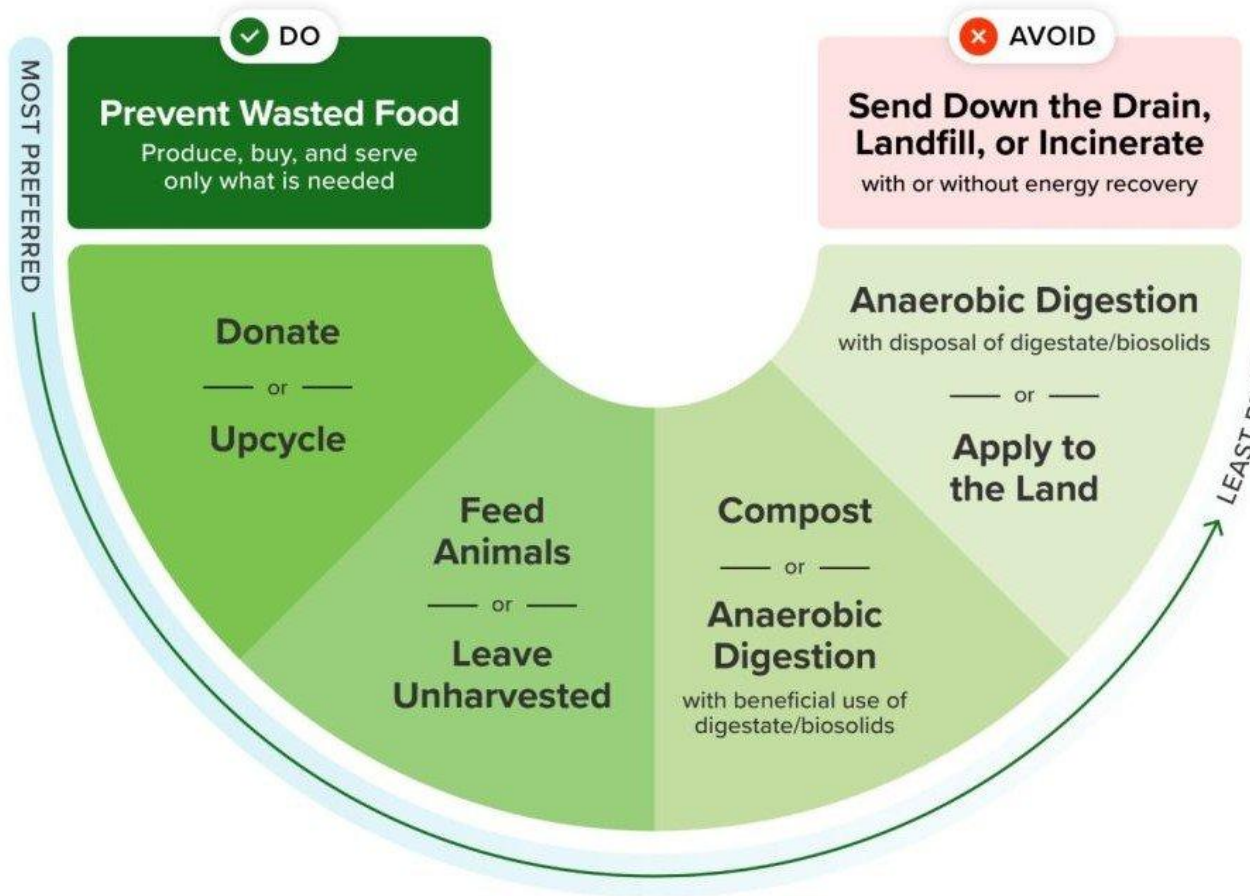 DO
AVOID
MOST PREFERRED
Prevent Wasted Food
Produce, buy, and serve
only what is needed
Send Down the Drain,
Landfill, or Incinerate
with or without energy recovery
Donate
or
Upcycle
Feed
Animals
or
Leave
Unharvested
Compost
or
Anaerobic
Digestion
with beneficial use of
digestate/biosolids
Anaerobic Digestion
with disposal of digestate/biosolids
or
Apply to
the Land
LEAST